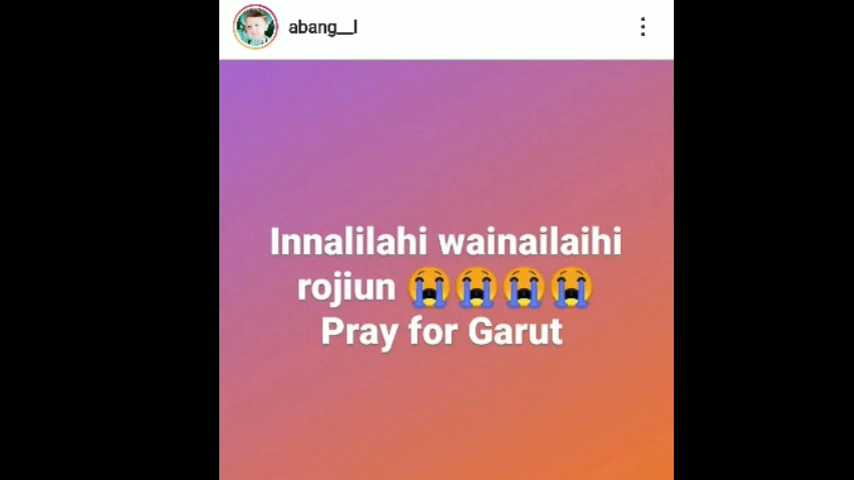 abang__l
Innalilahi wainailaihi
rojiun 😭😭😭😭
Pray for Garut